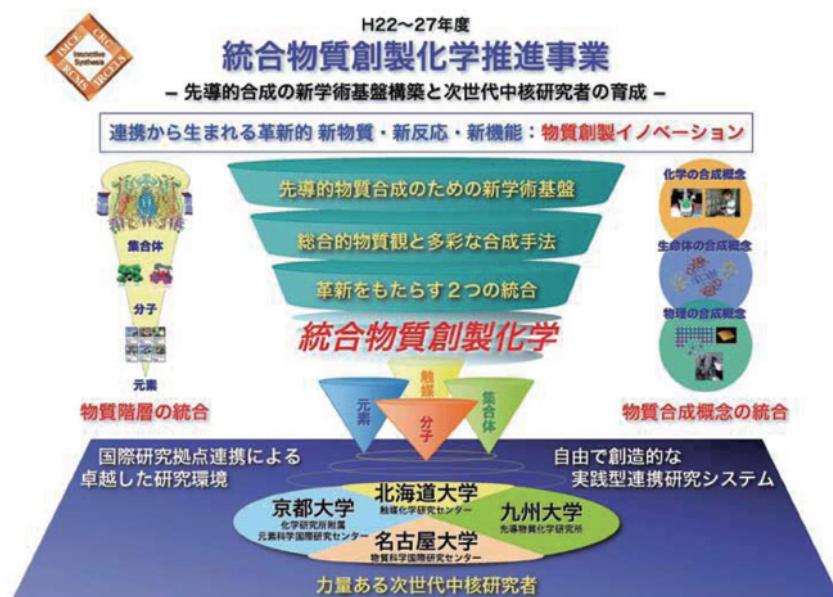 H22〜27年度
統合物質創製化学推進事業
– 先導的合成の新学術基盤構築と次世代中核研究者の育成 –
IMCE
CRC
Innovative
Synthesis
RCMS
IRCELS
連携から生まれる革新的 新物質・新反応・新機能：物質創製イノベーション
集合体
分子
元素
物質階層の統合
先導的物質合成のための新学術基盤
総合的物質観と多彩な合成手法
革新をもたらす２つの統合
統合物質創製化学
元素
触媒
分子
集合体
化学の合成概念
生命体の合成概念
物理の合成概念
物質合成概念の統合
国際研究拠点連携による
卓越した研究環境
自由で創造的な
実践型連携研究システム
北海道大学
触媒化学研究センター
京都大学
化学研究所附属
元素科学国際研究センター
九州大学
先導物質化学研究所
名古屋大学
物質科学国際研究センター
力量ある次世代中核研究者